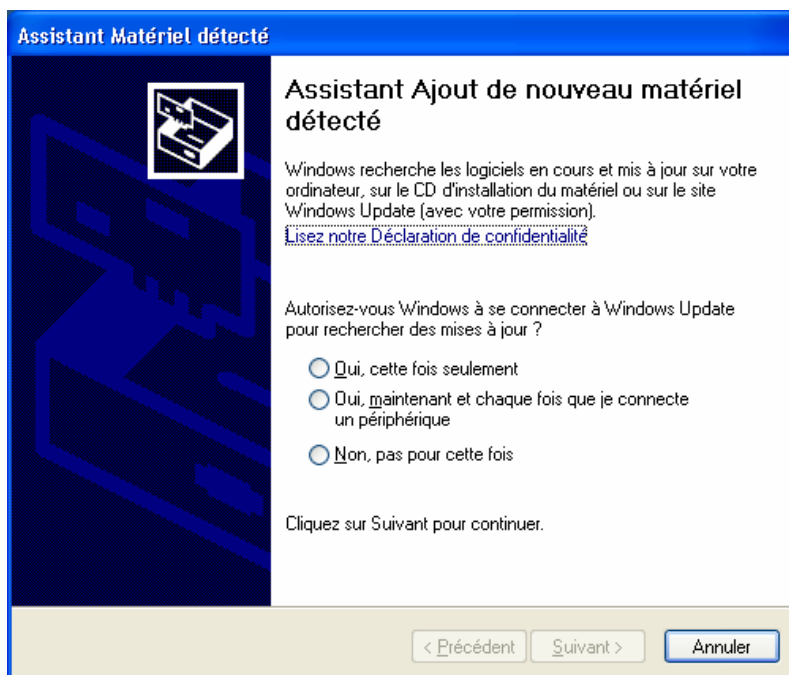 Assistant Matériel détecté
Assistant Ajout de nouveau matériel
détecté
Windows recherche les logiciels en cours et mis à jour sur votre
ordinateur, sur le CD d'installation du matériel ou sur le site
Windows Update (avec votre permission).
Lisez notre Déclaration de confidentialité
Autorisez-vous Windows à se connecter à Windows Update
pour rechercher des mises à jour ?
Oui, cette fois seulement
Oui, maintenant et chaque fois que je connecte
un périphérique
Non, pas pour cette fois
Cliquez sur Suivant pour continuer.
< Précédent
Suivant >
Annuler